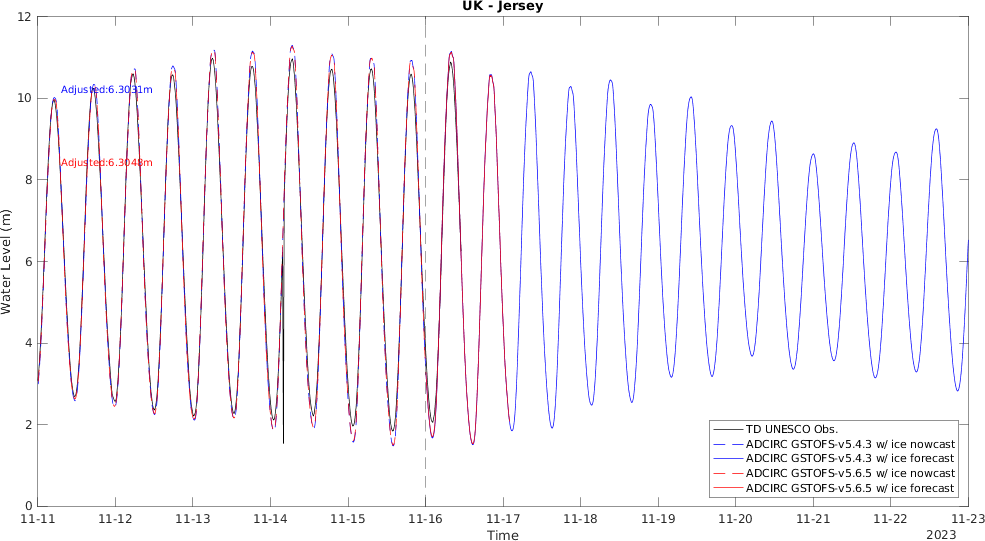 UK - Jersey
12
10
8
6
4
2
0
Water Level (m)
Adjusted:6.3031m
Adjusted:6.3048m
TD UNESCO Obs.
ADCIRC GSTOFS-v5.4.3 w/ ice nowcast
ADCIRC GSTOFS-v5.4.3 w/ ice forecast
ADCIRC GSTOFS-v5.6.5 w/ ice nowcast
ADCIRC GSTOFS-v5.6.5 w/ ice forecast
11-11 11-12 11-13 11-14 11-15 11-16 11-17 11-18 11-19 11-20 11-21 11-22 11-23
Time
2023